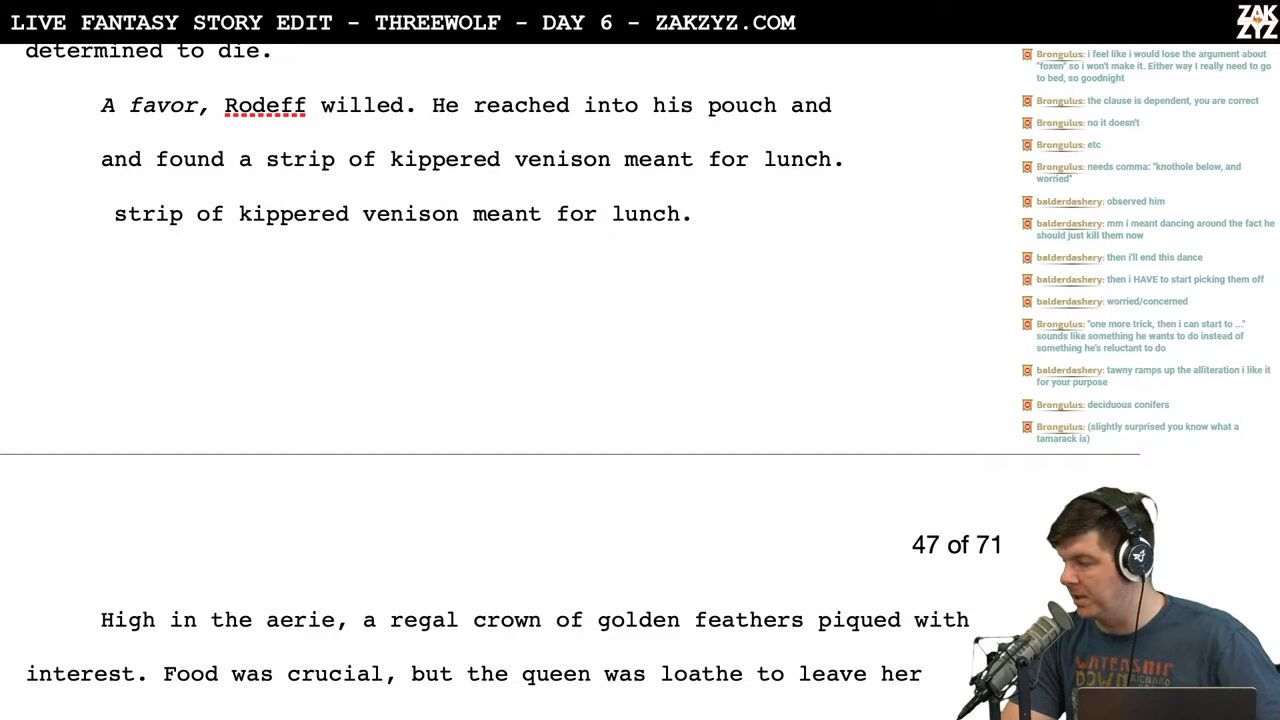 LIVE FANTASY STORY EDIT - THREEWOLF - DAY 6 - ZAKZYZ.COM
ZAK
ZYZ
determined to die.
A favor, Rodeff willed. He reached into his pouch and
and found a strip of kippered venison meant for lunch.
strip of kippered venison meant for lunch.
47 of 71
High in the aerie, a regal crown of golden feathers piqued with
interest. Food was crucial, but the queen was loathe to leave her
Brongulus: i feel like i would lose the argument about
"foxen" so i won't make it. Either way I really need to go
to bed, so goodnight
Brongulus: the clause is dependent, you are correct
Brongulus: no it doesn't
Brongulus: etc
Brongulus: needs comma: "knothole below, and
worried"
balderdashery: observed him
balderdashery: mm i meant dancing around the fact he
should just kill them now
balderdashery: then i'll end this dance
balderdashery: then i HAVE to start picking them off
balderdashery: worried/concerned
Brongulus: "one more trick, then i can start to ..."
sounds like something he wants to do instead of
something he's reluctant to do
balderdashery: tawny ramps up the alliteration i like it
for your purpose
Brongulus: deciduous conifers
Brongulus: (slightly surprised you know what a
tamarack is)
WATERSHIP
DOWN
RICHARD